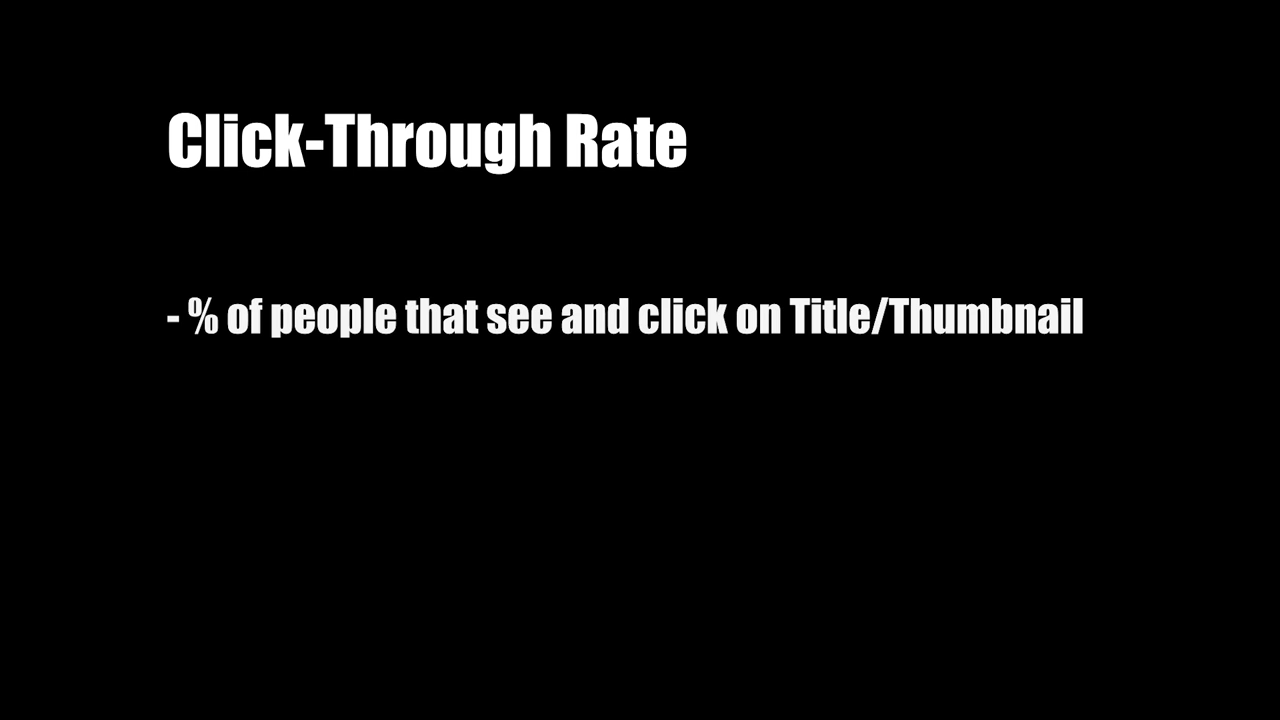 Click-Through Rate
- % of people that see and click on Title/Thumbnail